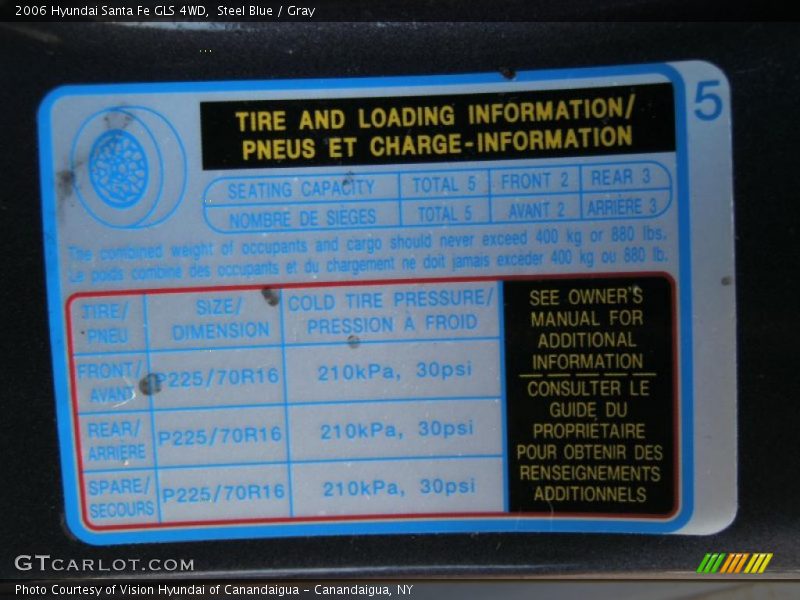 2006 Hyundai Santa Fe GLS 4WD, Steel Blue / Gray
5
TIRE AND LOADING INFORMATION/
PNEUS ET CHARGE-INFORMATION
SEATING CAPACITY TOTAL 5 FRONT 2 REAR 3
NOMBRE DE SIÈGES TOTAL 5 AVANT 2 ARRIÈRE 3
The combined weight of occupants and cargo should never exceed 400 kg or 880 lbs.
Le poids combiné des occupants et du chargement ne doit jamais exceder 400 kg ou 880 lb.
TIRE/ SIZE/ COLD TIRE PRESSURE/
PNEU DIMENSION PRESSION À FROID
FRONT/
AVANT P225/70R16 210kPa, 30psi
REAR/
ARRIÈRE P225/70R16 210kPa, 30psi
SPARE/
SECOURS P225/70R16 210kPa, 30psi
SEE OWNER'S
MANUAL FOR
ADDITIONAL
INFORMATION
CONSULTER LE
GUIDE DU
PROPRIÉTAIRE
POUR OBTENIR DES
RENSEIGNEMENTS
ADDITIONNELS
GTCARLOT.COM
Photo Courtesy of Vision Hyundai of Canandaigua - Canandaigua, NY